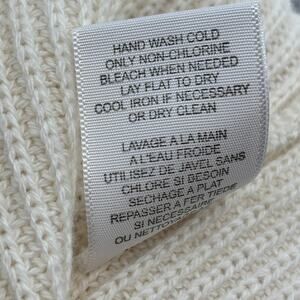 HAND WASH COLD
ONLY NON-CHLORINE
BLEACH WHEN NEEDED
LAY FLAT TO DRY
COOL IRON IF NECESSARY
OR DRY CLEAN
LAVAGE A LA MAIN
A L'EAU FROIDE
UTILISEZ DE JAVEL SANS
CHLORE SI BESOIN
SECHAGE A PLAT
REPASSER A FER TIEDE
SI NECESSAIRE
OU